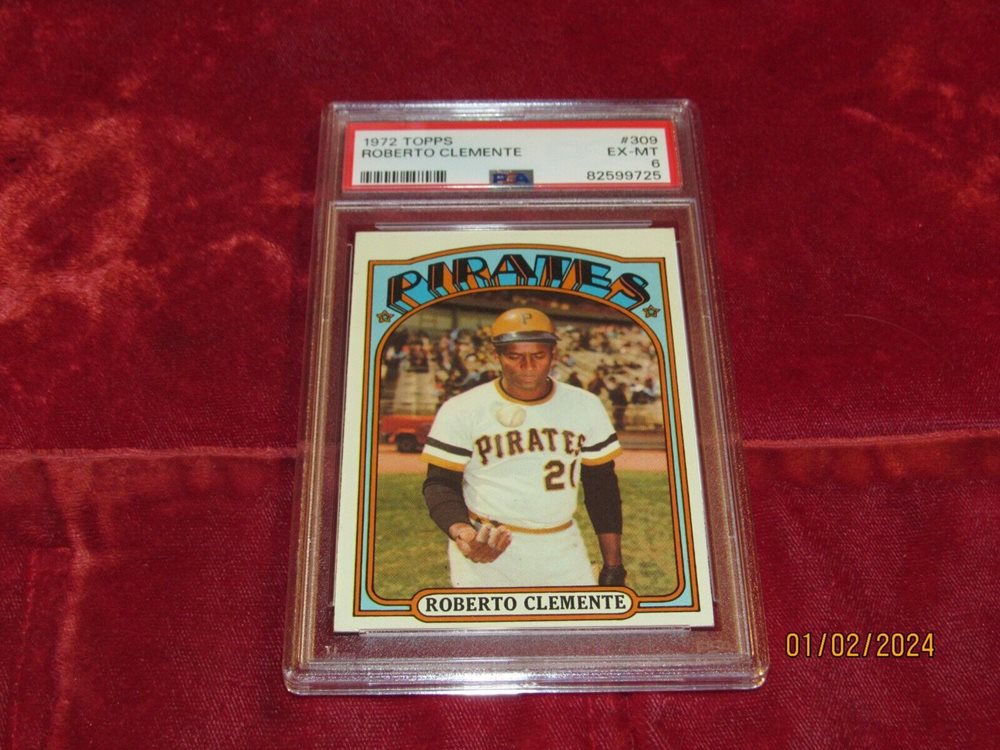 1972 TOPPS #309
ROBERTO CLEMENTE EX-MT
6
PSA 82599725
PIRATES
P
PIRATES
21
ROBERTO CLEMENTE
01/02/2024